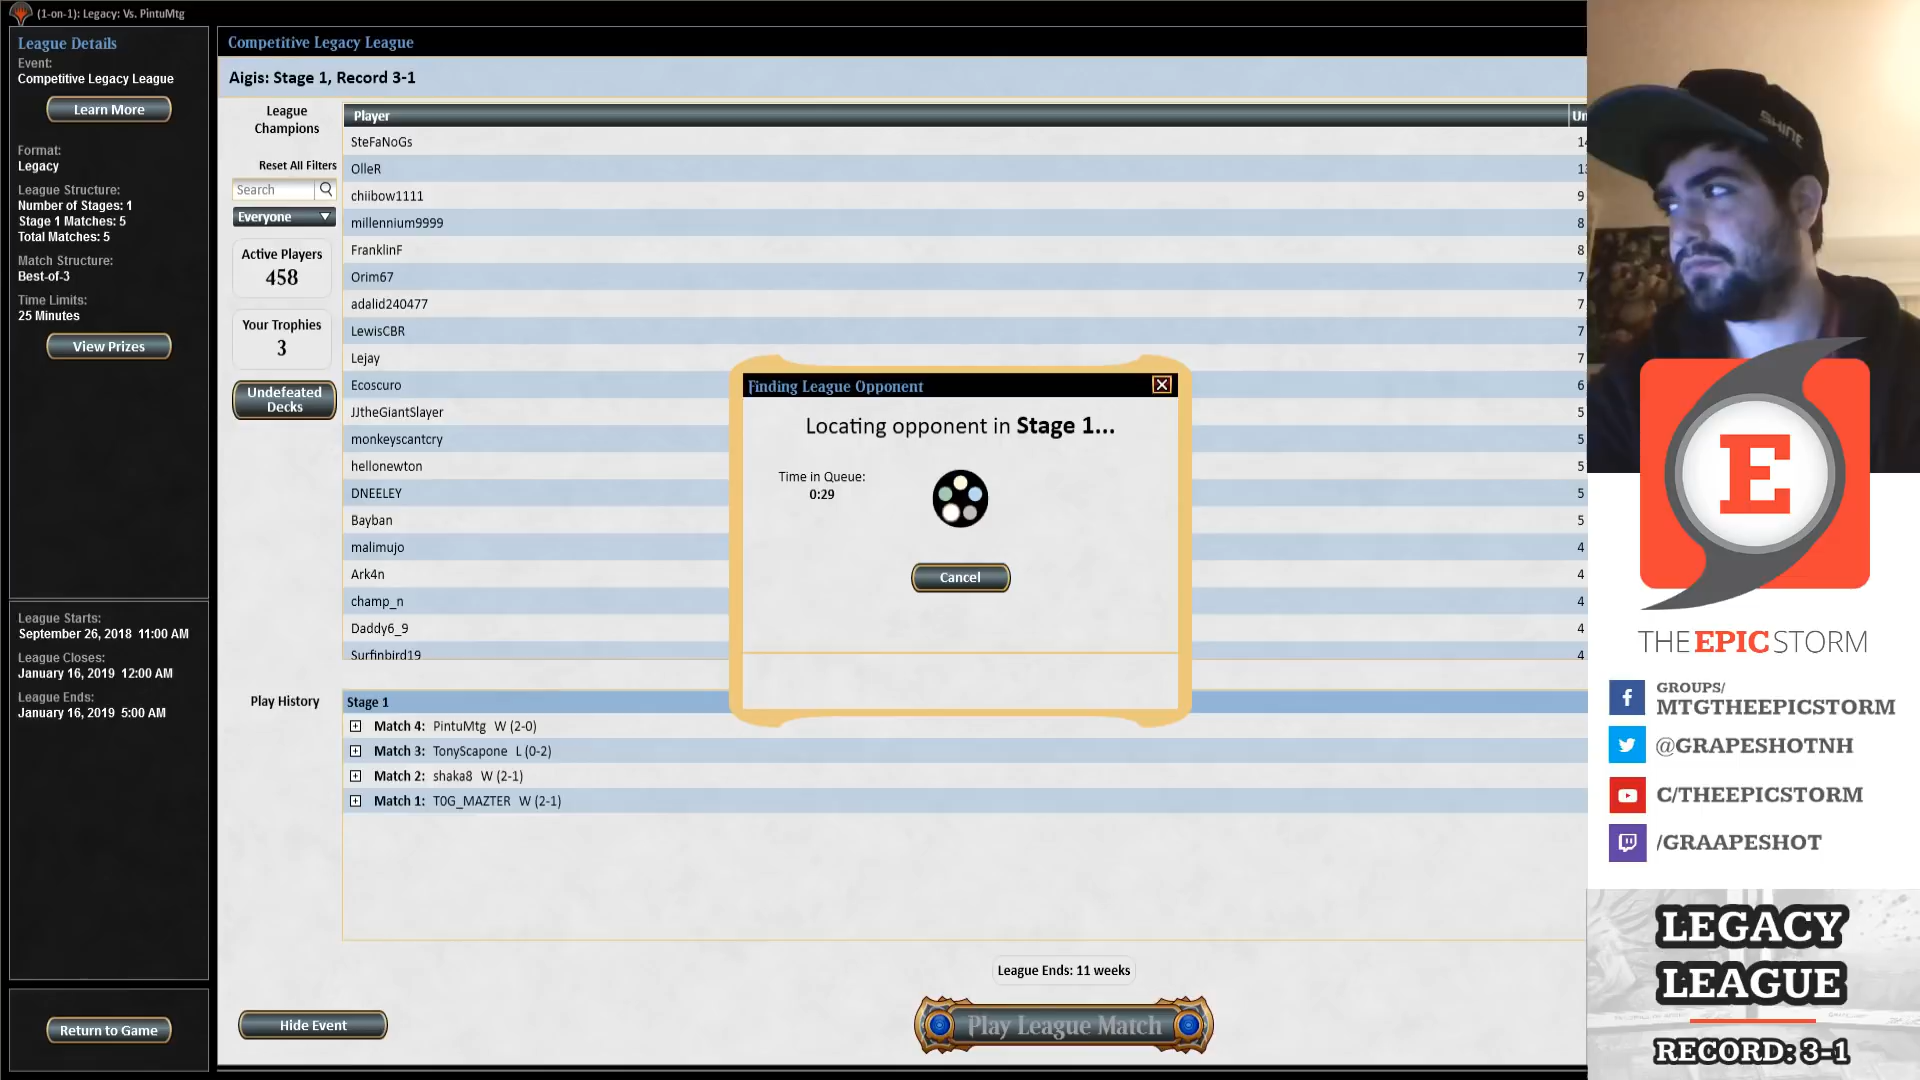 (1-on-1): Legacy: Vs. PintuMtg
League Details
Event:
Competitive Legacy League
Learn More
Format:
Legacy
League Structure:
Number of Stages: 1
Stage 1 Matches: 5
Total Matches: 5
Match Structure:
Best-of-3
Time Limits:
25 Minutes
View Prizes
League Starts:
September 26, 2018 11:00 AM
League Closes:
January 16, 2019 12:00 AM
League Ends:
January 16, 2019 5:00 AM
Return to Game
Competitive Legacy League
Aigis: Stage 1, Record 3-1
League
Champions
Reset All Filters
Search
Everyone
Active Players
458
Your Trophies
3
Undefeated
Decks
Player
SteFaNoGs
OlleR
chiibow1111 9
millennium9999 8
FranklinF 8
Orim67 7
adalid240477 7
LewisCBR 7
Lejay 7
Ecoscuro 6
JJtheGiantSlayer 5
monkeyscantcry 5
hellonewton 5
DNEELEY 5
Bayban 5
malimujo 4
Ark4n 4
champ_n 4
Daddy6_9 4
Surfinbird19 4
Finding League Opponent
Locating opponent in Stage 1...
Time in Queue:
0:29
Cancel
Play History
Stage 1
Match 4: PintuMtg W (2-0)
Match 3: TonyScapone L (0-2)
Match 2: shaka8 W (2-1)
Match 1: T0G_MAZTER W (2-1)
League Ends: 11 weeks
Hide Event
Play League Match
SHINE
E
THE EPIC STORM
GROUPS/
MTGTHEEPICSTORM
@GRAPESHOTNH
C/THEEPICSTORM
/GRAAPESHOT
LEGACY
LEAGUE
RECORD: 3-1